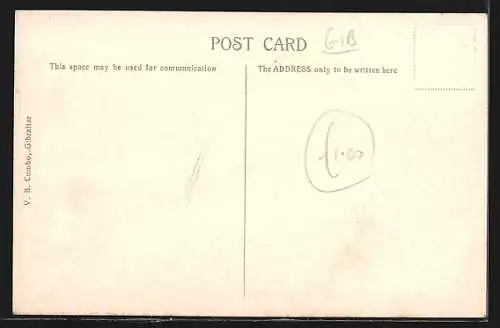 POST CARD
GIB
This space may be used for communication
The ADDRESS only to be written here
£1.00
V. B. Cumbo, Gibraltar